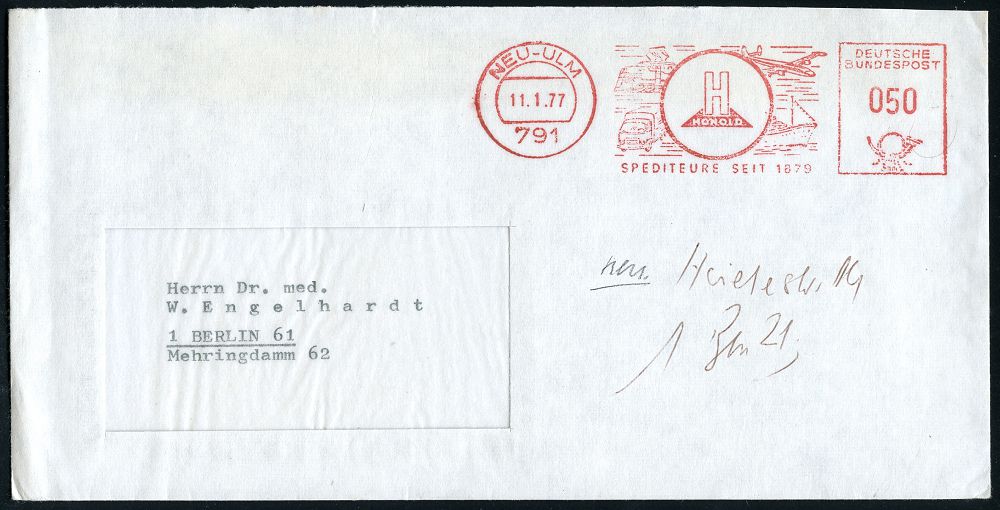 NEU-ULM
11.1.77
791
H
HONOLD
SPEDITEURE SEIT 1879
DEUTSCHE
BUNDESPOST
050
Herrn Dr. med.
W. Engelhardt
1 BERLIN 61
Mehringdamm 62
1 Bln 21